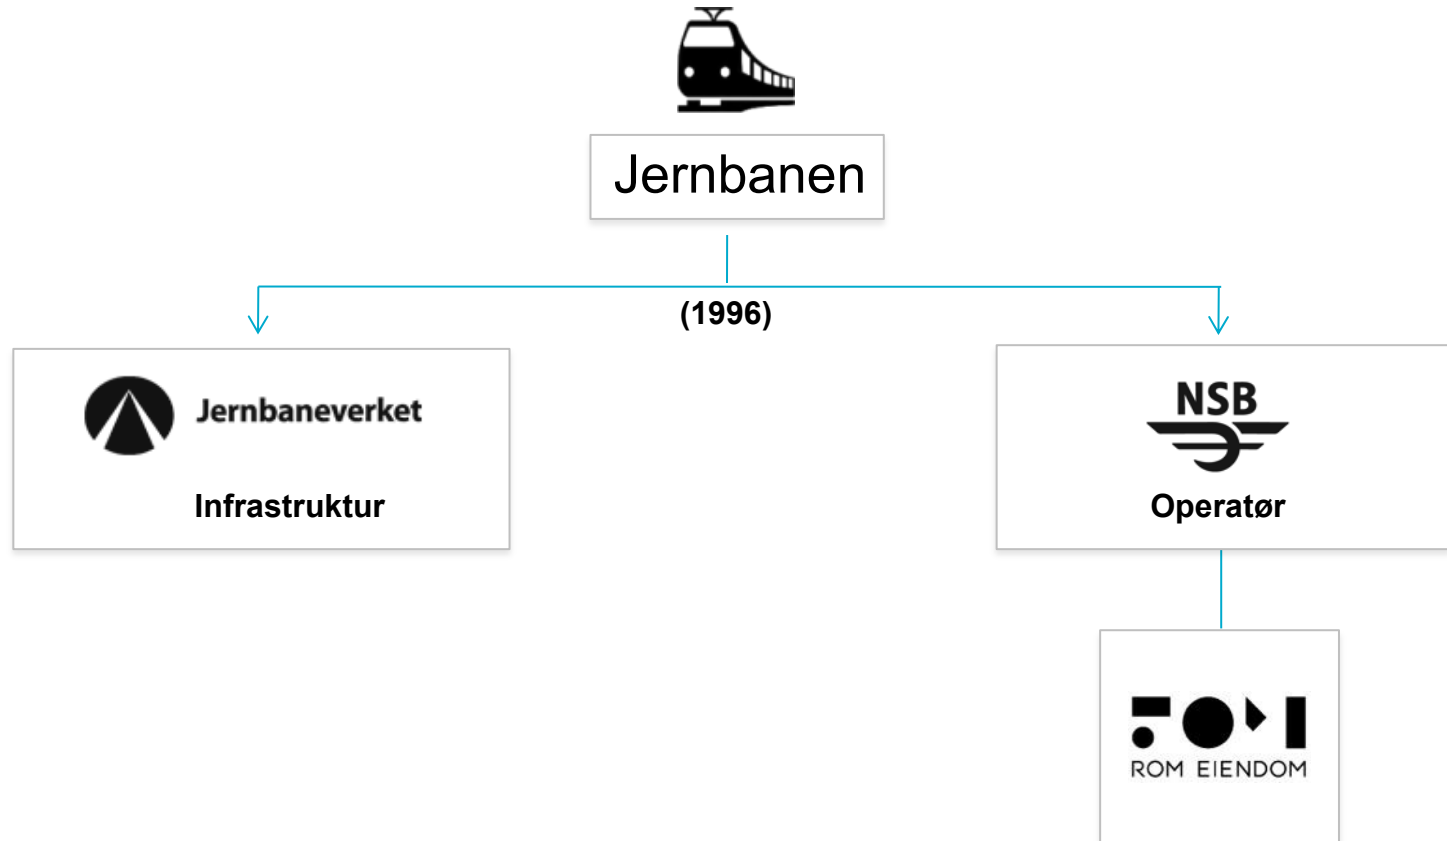 Jernbanen
(1996)
Jernbaneverket
Infrastruktur
NSB
Operatør
ROM EIENDOM